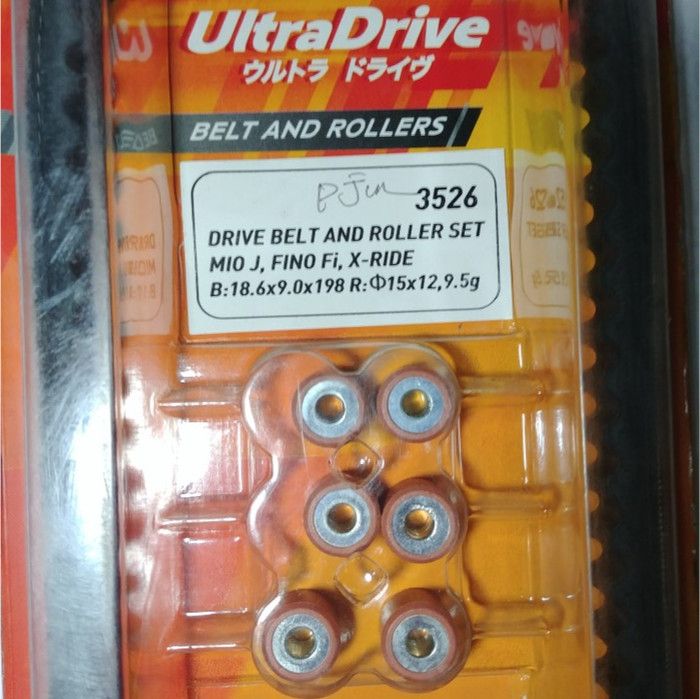 UltraDrive
ウルトラ ドライヴ
BELT AND ROLLERS
3526
DRIVE BELT AND ROLLER SET
MIO J, FINO Fi, X-RIDE
B:18.6x9.0x198 R:Φ15x12,9.5g